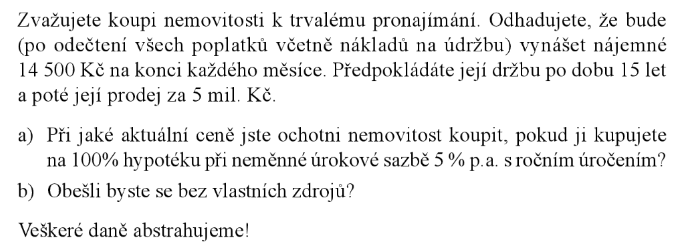 Zvažujete koupi nemovitosti k trvalému pronajímání. Odhadujete, že bude
(po odečtení všech poplatků včetně nákladů na údržbu) vynášet nájemné
14 500 Kč na konci každého měsíce. Předpokládáte její držbu po dobu 15 let
a poté její prodej za 5 mil. Kč.
a) Při jaké aktuální ceně jste ochotni nemovitost koupit, pokud ji kupujete
na 100% hypotéku při neměnné úrokové sazbě 5 % p.a. s ročním úročením?
b) Obešli byste se bez vlastních zdrojů?
Veškeré daně abstrahujeme!